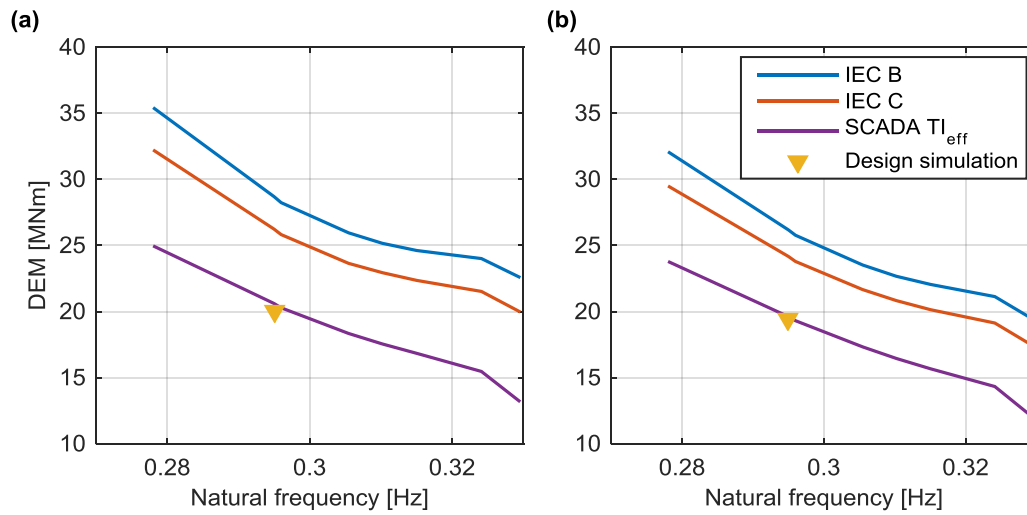 (a)
(b)
40
35
30
25
20
15
10
DEM [MNm]
0.28
0.3
0.32
Natural frequency [Hz]
40
35
30
25
20
15
10
0.28
0.3
0.32
Natural frequency [Hz]
IEC B
IEC C
SCADA TI_eff
Design simulation